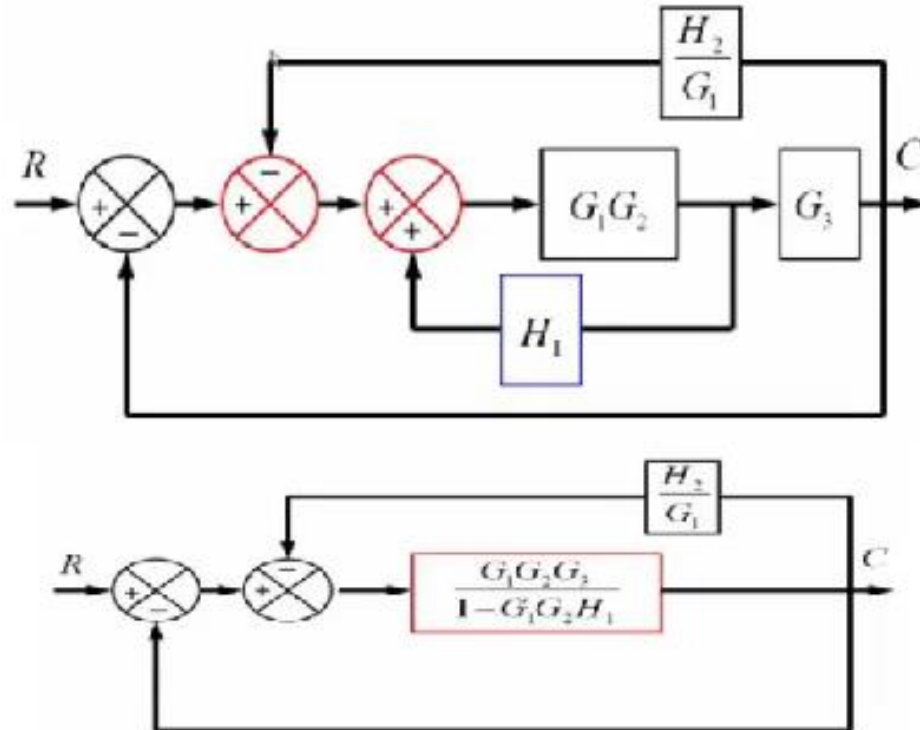 H₂
G₁
−
R
C
+
+
+
−
+
G₁G₂
G₃
H₁
H₂
G₁
−
R
C
+
+
−
G₁G₂G₃
1−G₁G₂H₁